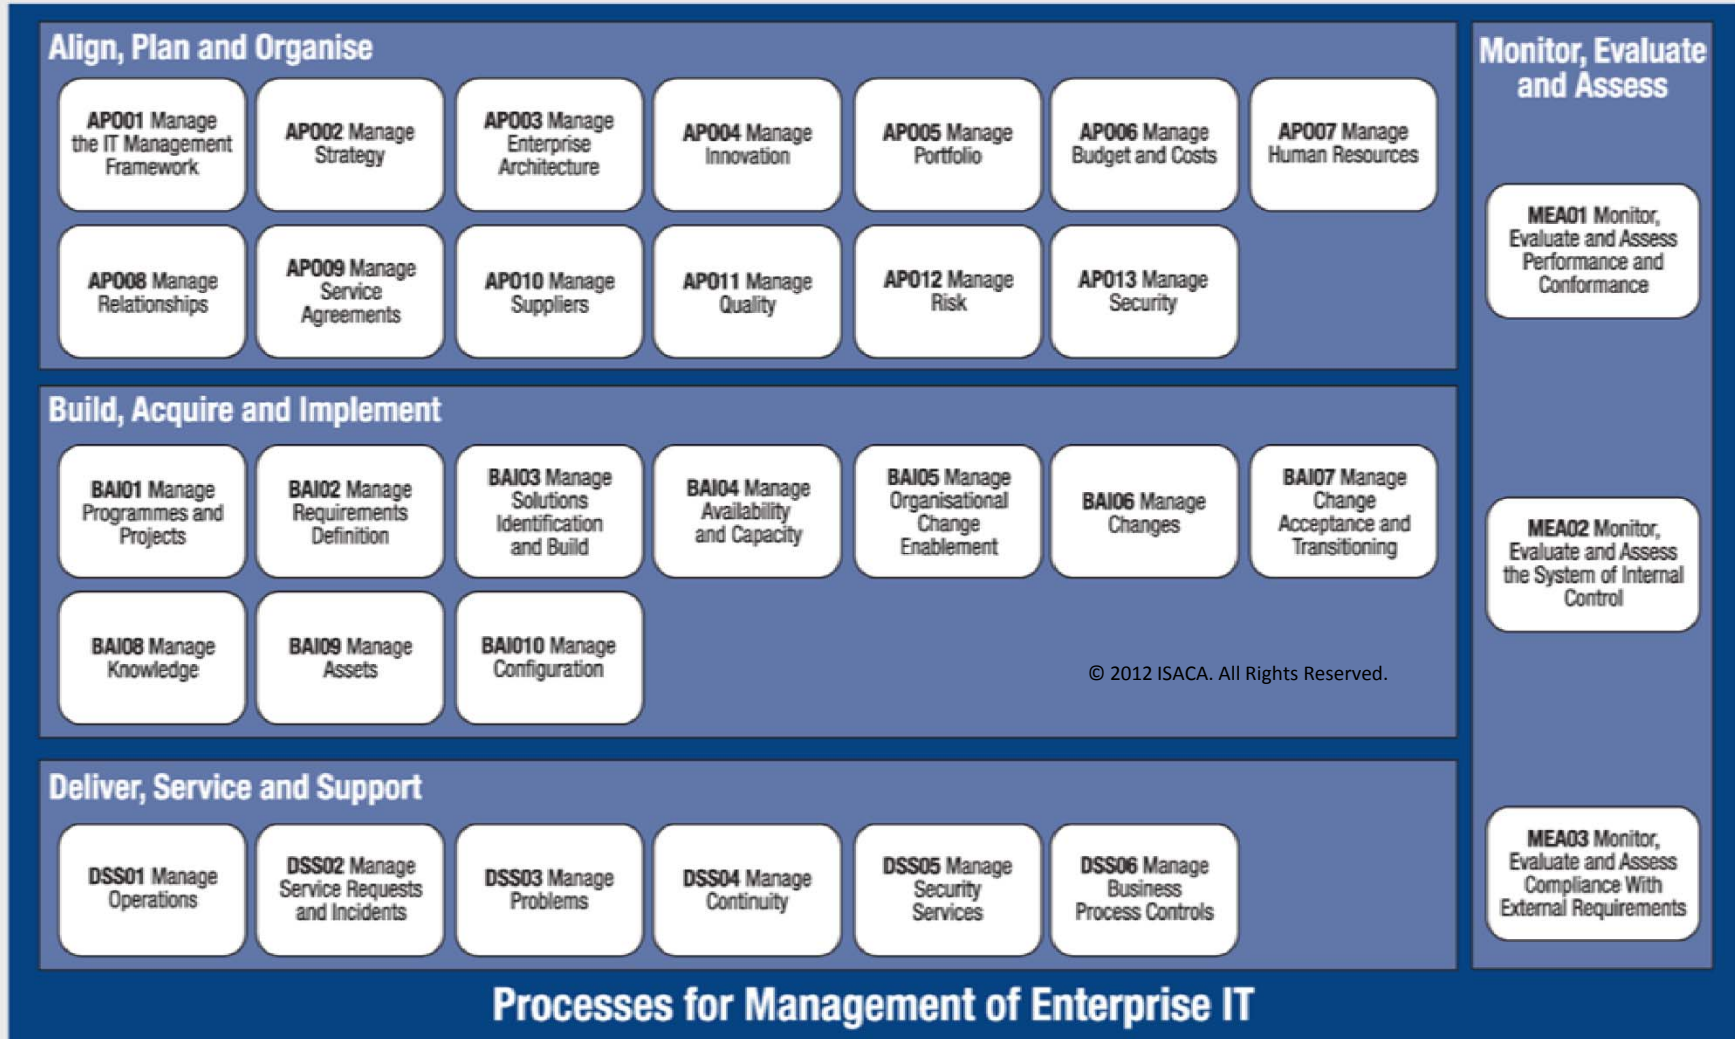 Align, Plan and Organise
APO01 Manage
the IT Management
Framework
APO02 Manage
Strategy
APO03 Manage
Enterprise
Architecture
APO04 Manage
Innovation
APO05 Manage
Portfolio
APO06 Manage
Budget and Costs
APO07 Manage
Human Resources
APO08 Manage
Relationships
APO09 Manage
Service
Agreements
APO10 Manage
Suppliers
APO11 Manage
Quality
APO12 Manage
Risk
APO13 Manage
Security
Build, Acquire and Implement
BAI01 Manage
Programmes and
Projects
BAI02 Manage
Requirements
Definition
BAI03 Manage
Solutions
Identification
and Build
BAI04 Manage
Availability
and Capacity
BAI05 Manage
Organisational
Change
Enablement
BAI06 Manage
Changes
BAI07 Manage
Change
Acceptance and
Transitioning
BAI08 Manage
Knowledge
BAI09 Manage
Assets
BAI010 Manage
Configuration
© 2012 ISACA. All Rights Reserved.
Deliver, Service and Support
DSS01 Manage
Operations
DSS02 Manage
Service Requests
and Incidents
DSS03 Manage
Problems
DSS04 Manage
Continuity
DSS05 Manage
Security
Services
DSS06 Manage
Business
Process Controls
Monitor, Evaluate
and Assess
MEA01 Monitor,
Evaluate and Assess
Performance and
Conformance
MEA02 Monitor,
Evaluate and Assess
the System of Internal
Control
MEA03 Monitor,
Evaluate and Assess
Compliance With
External Requirements
Processes for Management of Enterprise IT